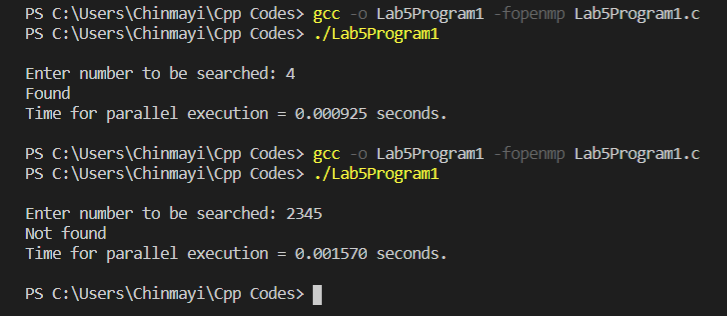 PS C:\Users\Chinmayi\Cpp Codes> gcc -o Lab5Program1 -fopenmp Lab5Program1.c
PS C:\Users\Chinmayi\Cpp Codes> ./Lab5Program1
Enter number to be searched: 4
Found
Time for parallel execution = 0.000925 seconds.
PS C:\Users\Chinmayi\Cpp Codes> gcc -o Lab5Program1 -fopenmp Lab5Program1.c
PS C:\Users\Chinmayi\Cpp Codes> ./Lab5Program1
Enter number to be searched: 2345
Not found
Time for parallel execution = 0.001570 seconds.
PS C:\Users\Chinmayi\Cpp Codes>